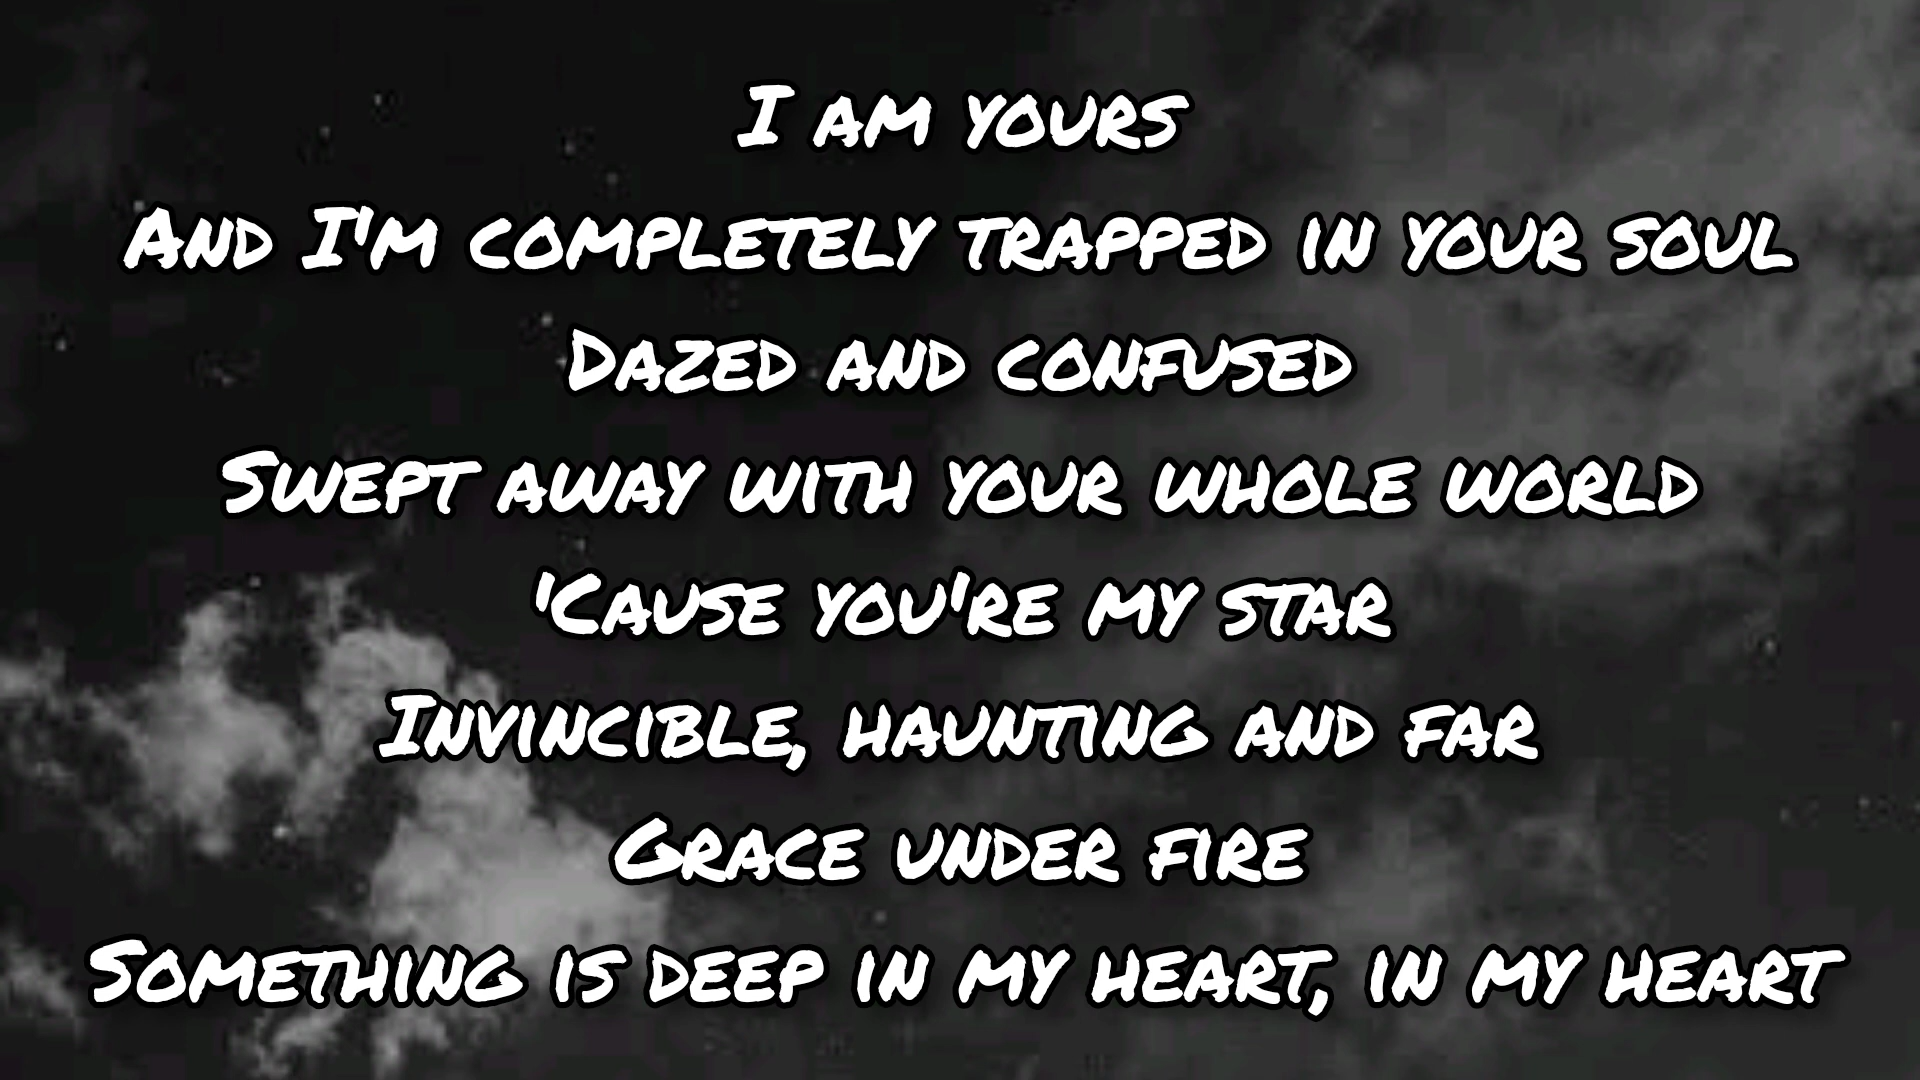 I am yours
And I'm completely trapped in your soul
Dazed and confused
Swept away with your whole world
'Cause you're my star
Invincible, haunting and far
Grace under fire
Something is deep in my heart, in my heart